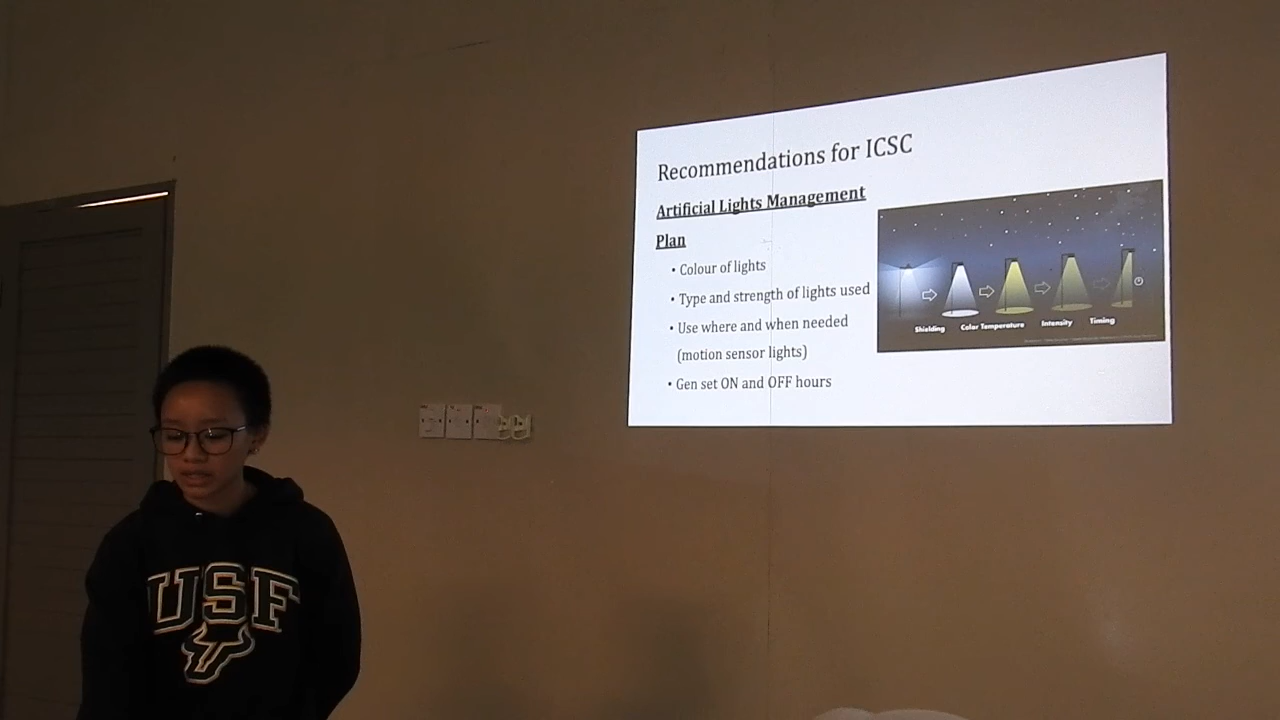 Recommendations for ICSC
Artificial Lights Management
Plan
• Colour of lights
• Type and strength of lights used
• Use where and when needed
(motion sensor lights)
• Gen set ON and OFF hours
Shielding Color Temperature Intensity Timing
USF